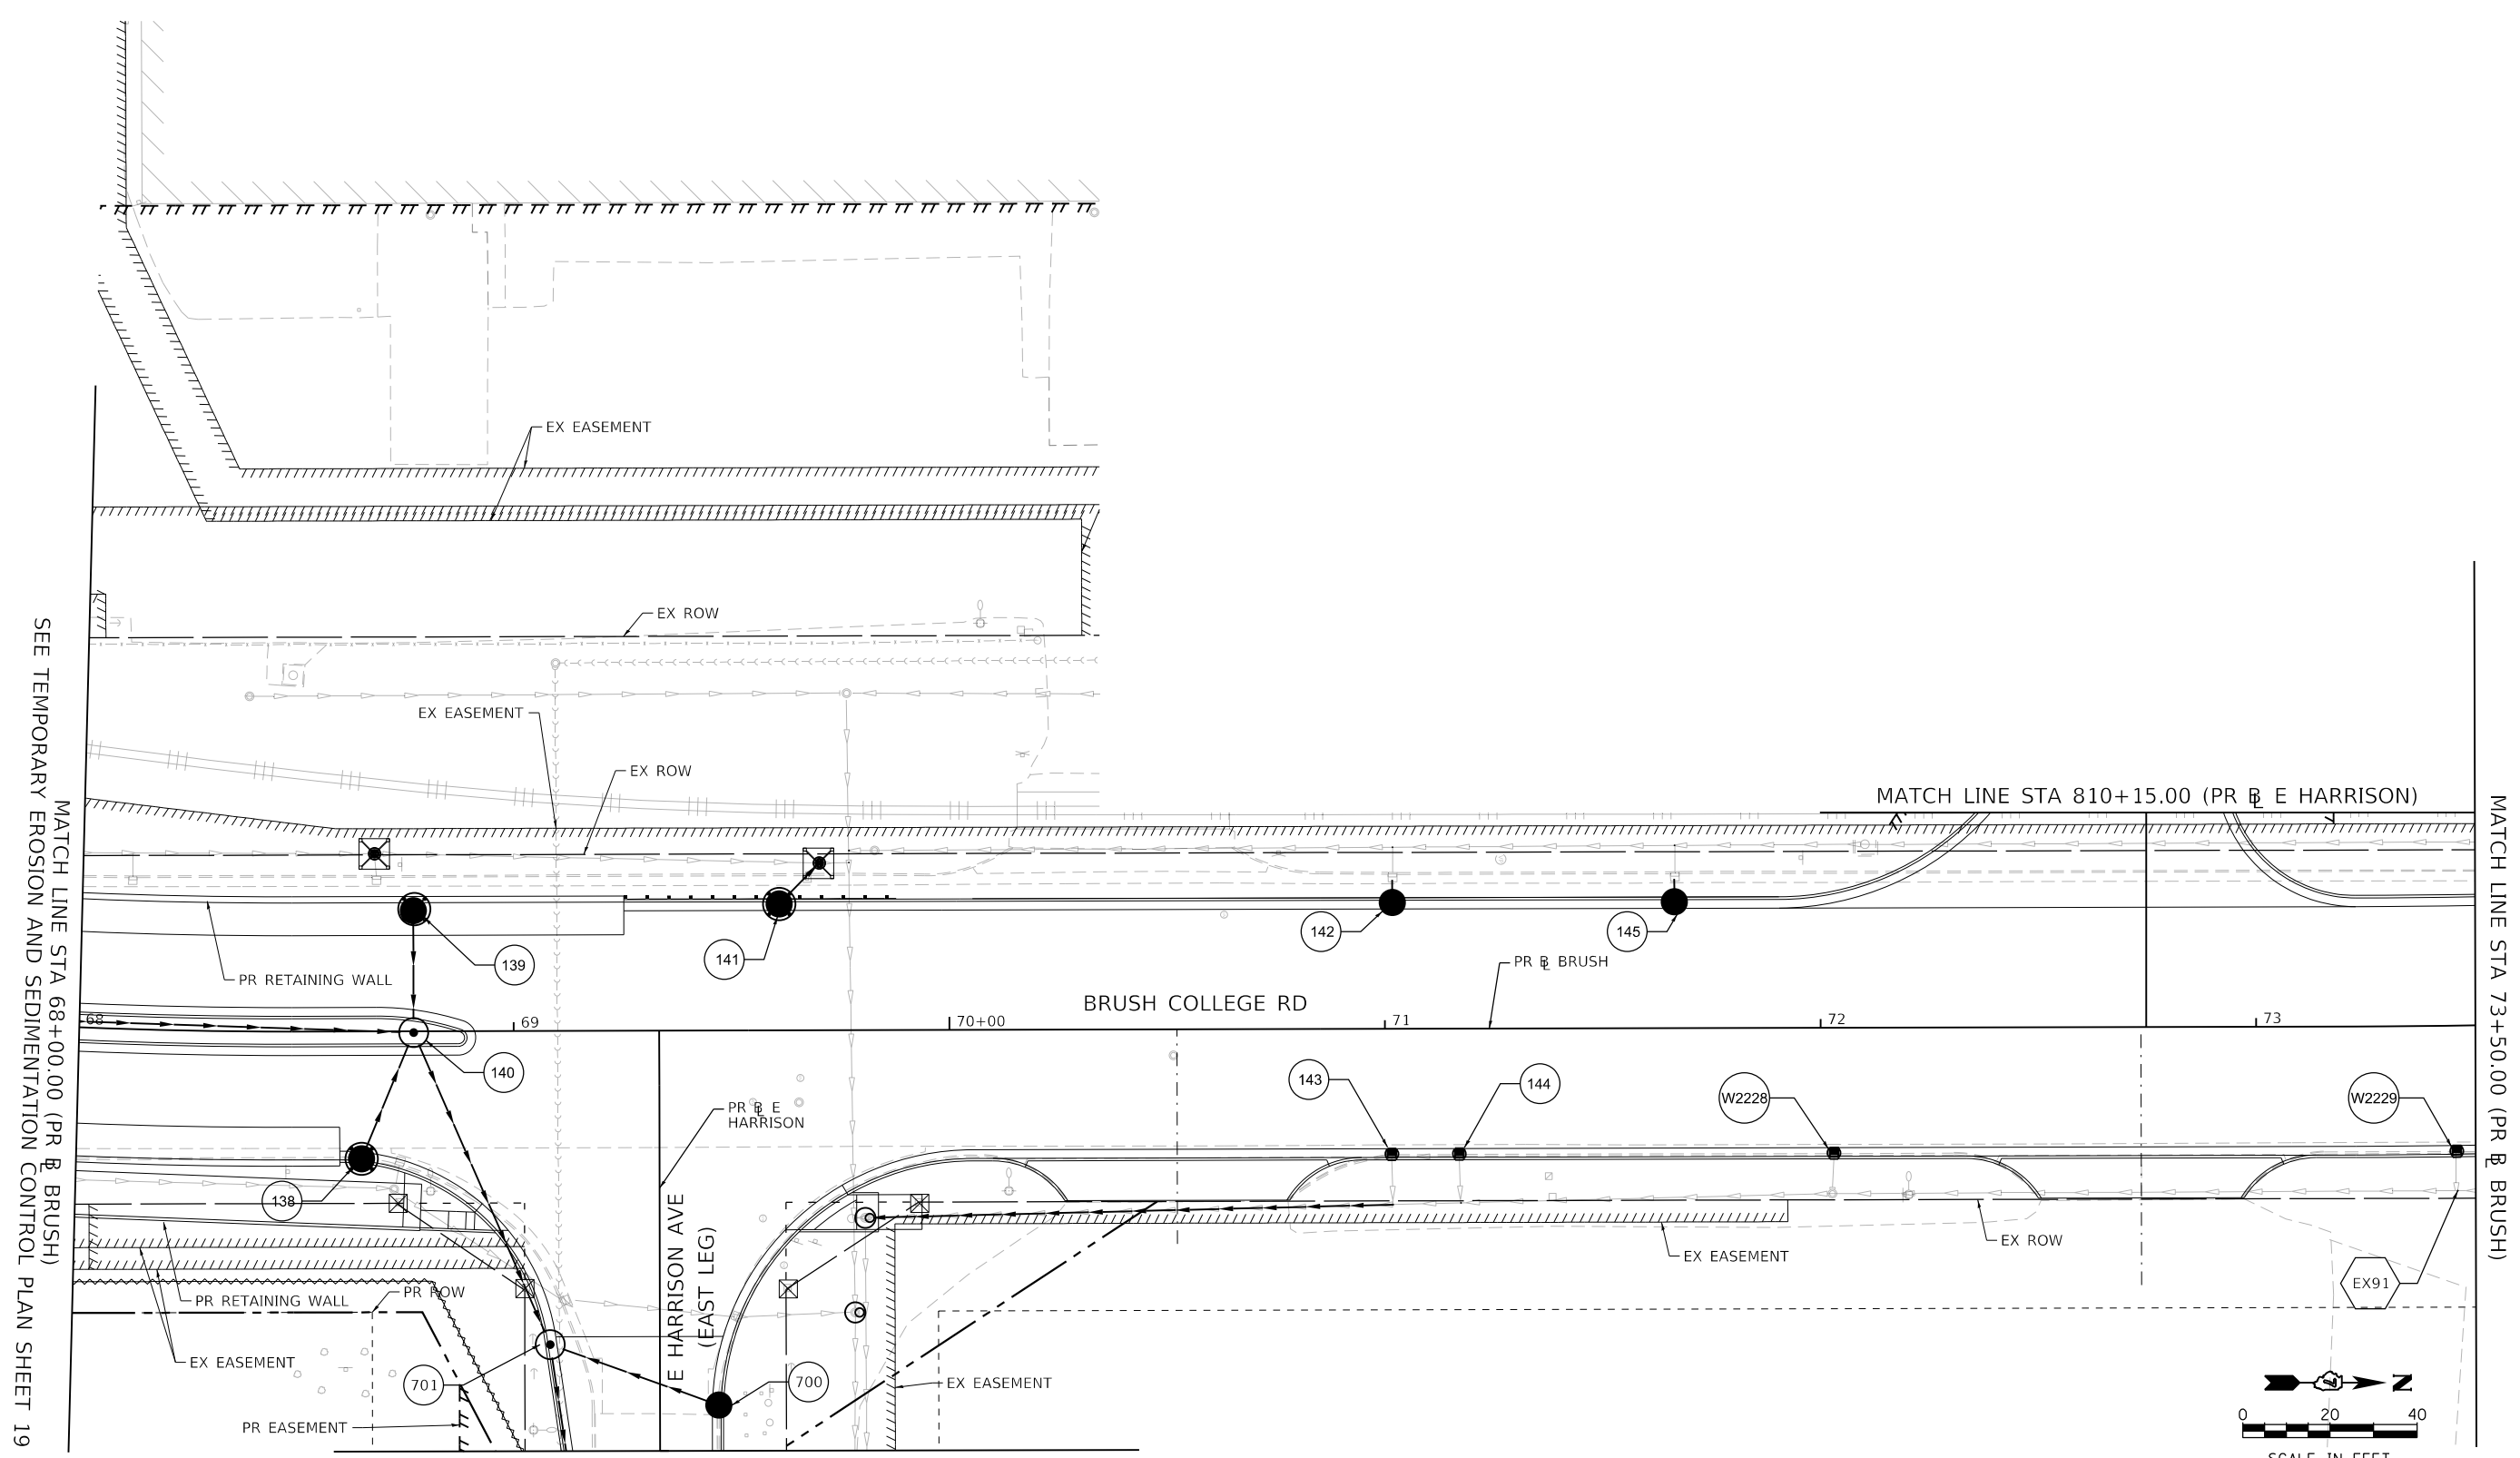 EX EASEMENT
EX ROW
EX EASEMENT
EX ROW
MATCH LINE STA 810+15.00 (PR BL E HARRISON)
139
141
142
145
PR RETAINING WALL
PR BL BRUSH
BRUSH COLLEGE RD
68
69
70+00
71
72
73
140
143
144
W2228
W2229
PR BL E
HARRISON
138
E HARRISON AVE
(EAST LEG)
EX ROW
EX EASEMENT
EX91
PR RETAINING WALL
PR ROW
EX EASEMENT
701
700
EX EASEMENT
PR EASEMENT
N
0 20 40
SCALE IN FEET
MATCH LINE STA 68+00.00 (PR BL BRUSH)
SEE TEMPORARY EROSION AND SEDIMENTATION CONTROL PLAN SHEET 19
MATCH LINE STA 73+50.00 (PR BL BRUSH)